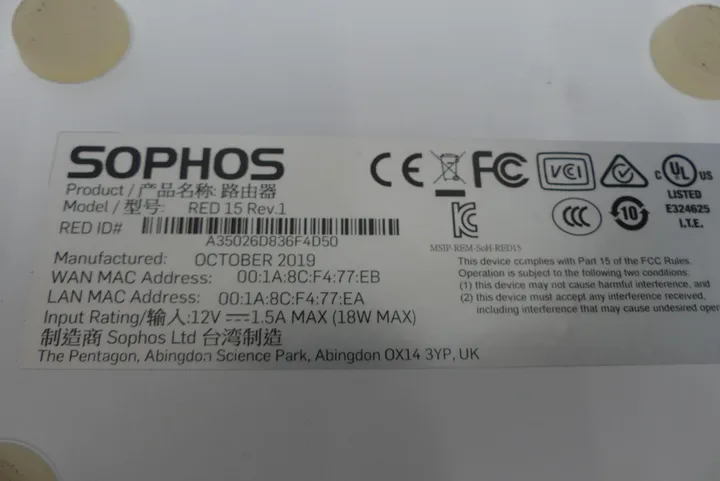 SOPHOS
Product / 产品名称: 路由器
Model / 型号: RED 15 Rev.1
RED ID#
A35026D836F4D50
Manufactured: OCTOBER 2019
WAN MAC Address: 00:1A:8C:F4:77:EB
LAN MAC Address: 00:1A:8C:F4:77:EA
Input Rating/输入:12V 1.5A MAX (18W MAX)
制造商 Sophos Ltd 台湾制造
The Pentagon, Abingdon Science Park, Abingdon OX14 3YP, UK
CE FC VCI C UL US
LISTED
E324625
I.T.E.
CCC 10
MSIP-REM-SoH-RED15
This device complies with Part 15 of the FCC Rules.
Operation is subject to the following two conditions:
(1) this device may not cause harmful interference, and
(2) this device must accept any interference received,
including interference that may cause undesired oper